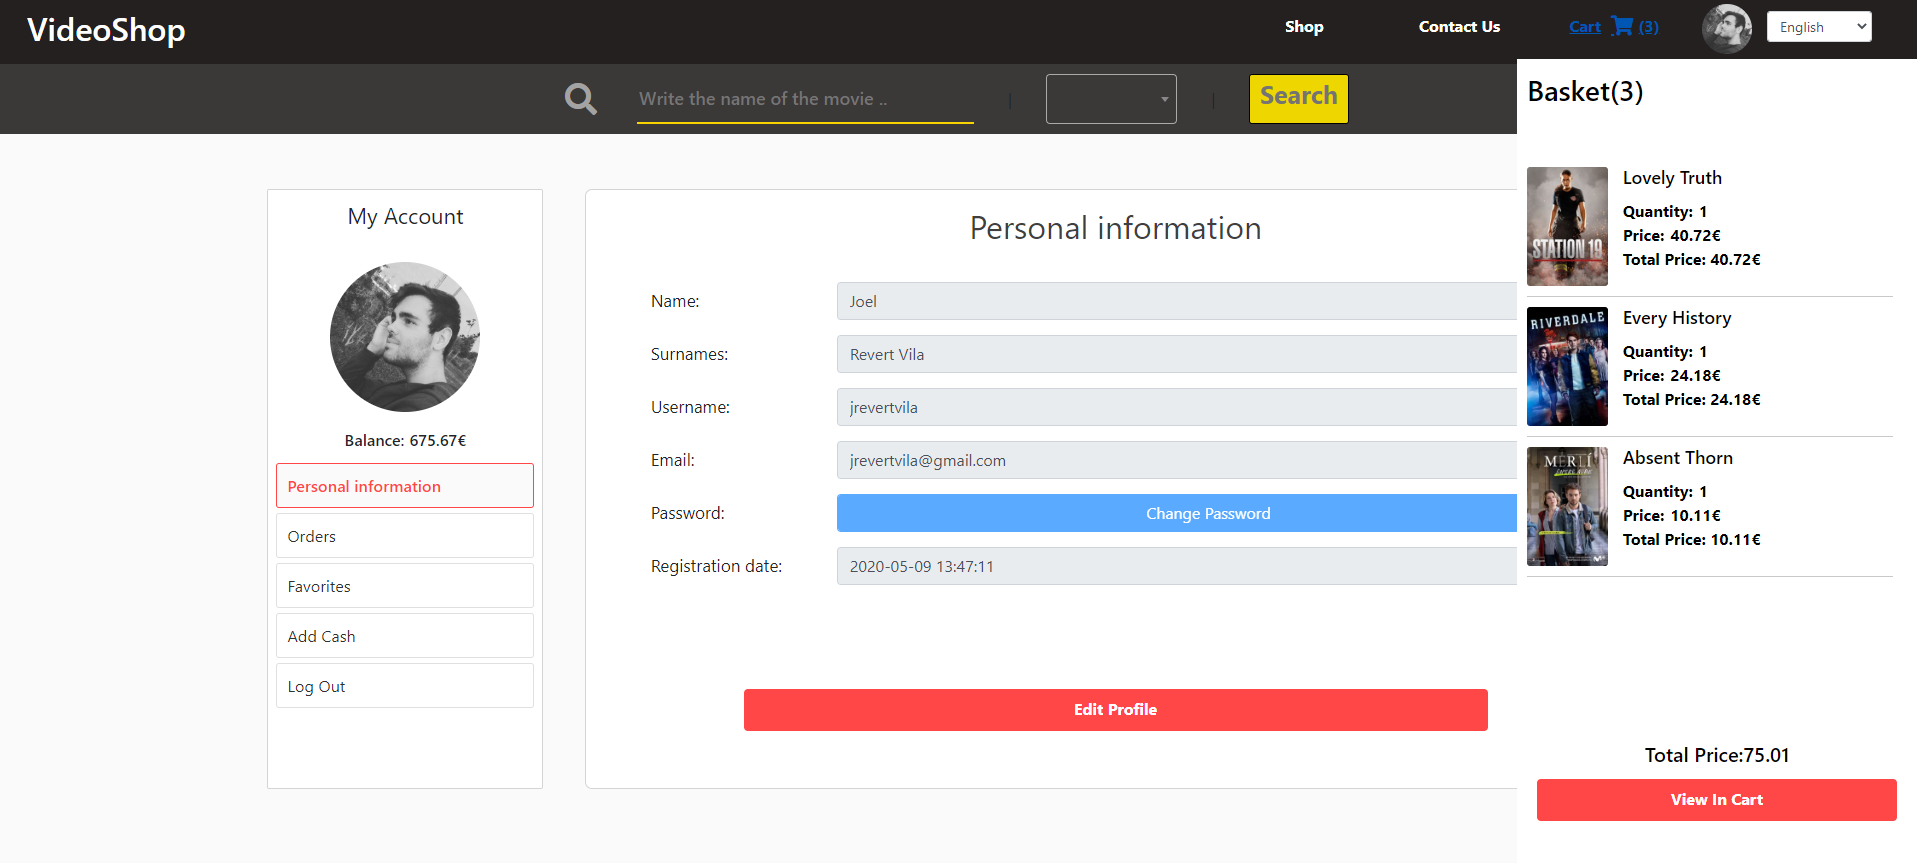 VideoShop
Shop
Contact Us
Cart (3)
English
Write the name of the movie ..
|
|
Search
My Account
Balance: 675.67€
Personal information
Orders
Favorites
Add Cash
Log Out
Personal information
Name:
Joel
Surnames:
Revert Vila
Username:
jrevertvila
Email:
jrevertvila@gmail.com
Password:
Change Password
Registration date:
2020-05-09 13:47:11
Edit Profile
Basket(3)
STATION 19
Lovely Truth
Quantity: 1
Price: 40.72€
Total Price: 40.72€
RIVERDALE
Every History
Quantity: 1
Price: 24.18€
Total Price: 24.18€
MERLÍ
SAPERE AUDE
Absent Thorn
Quantity: 1
Price: 10.11€
Total Price: 10.11€
Total Price:75.01
View In Cart